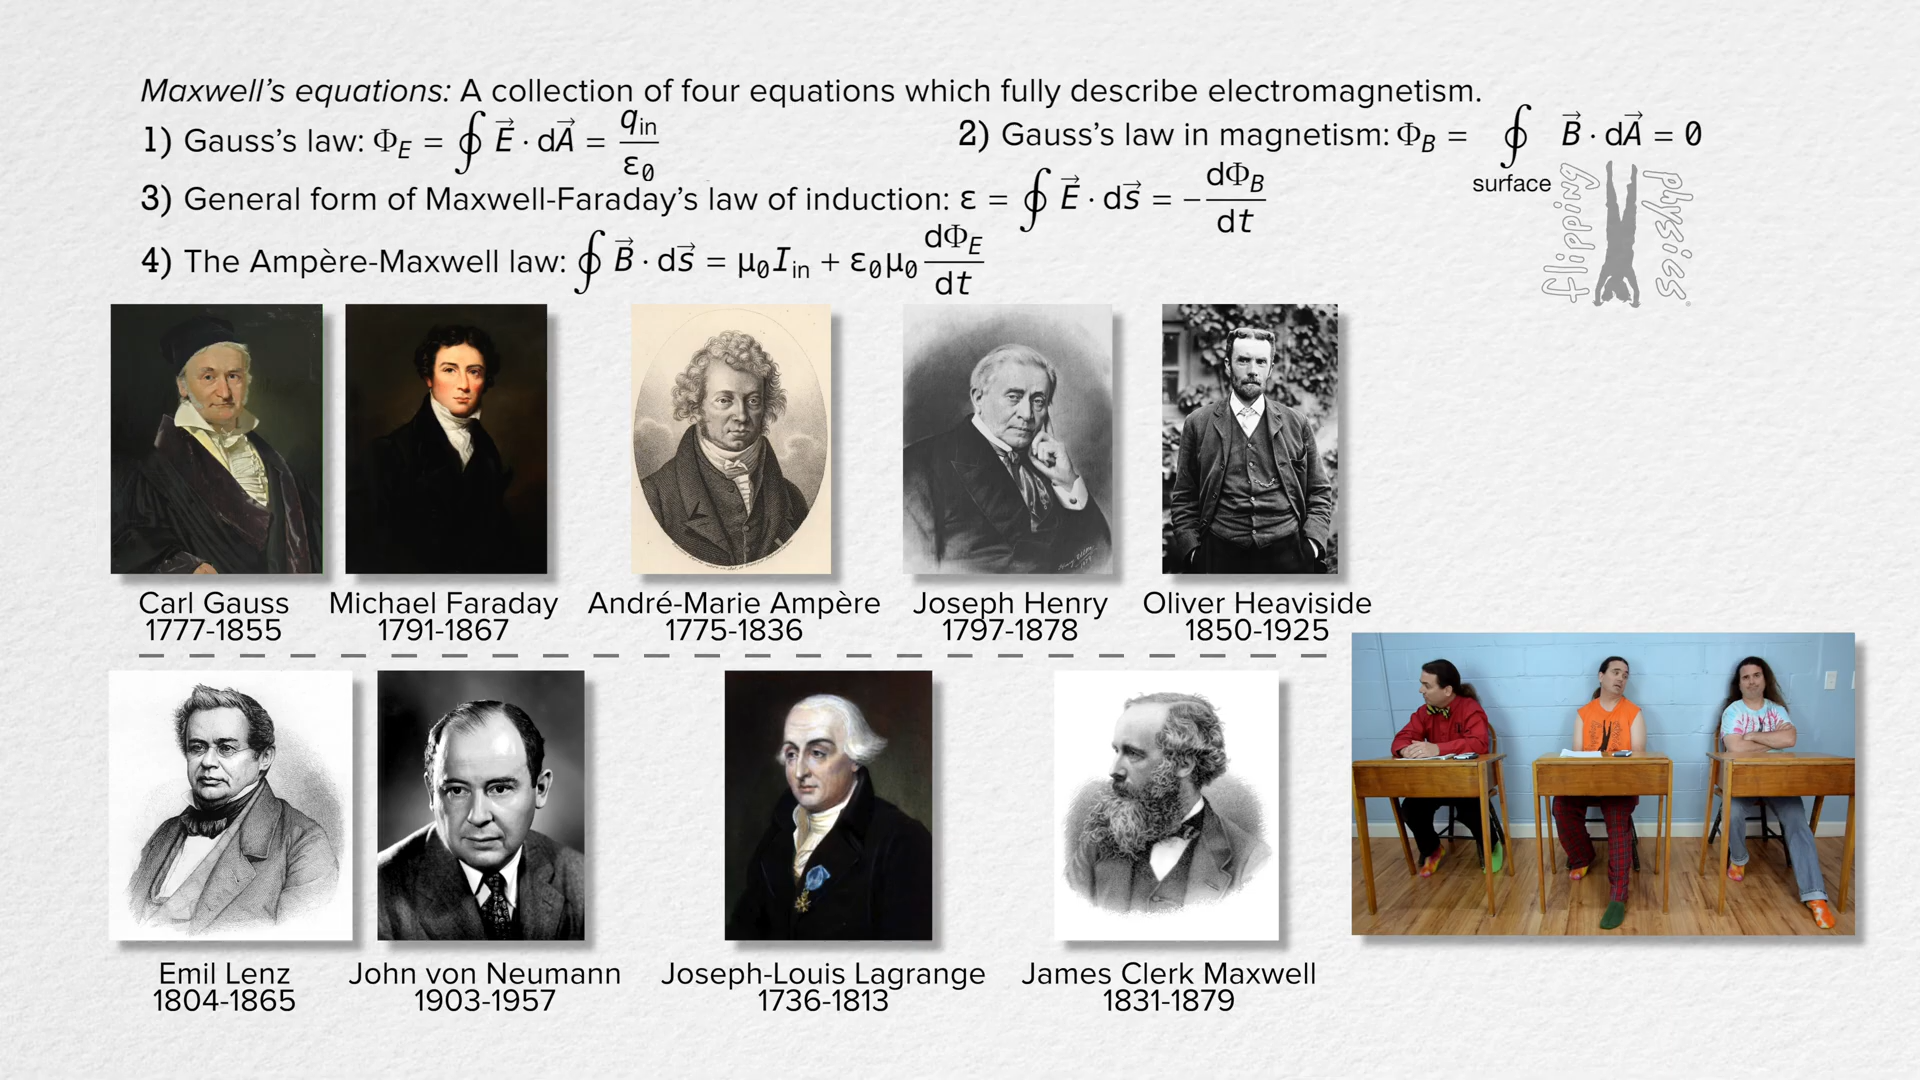 Maxwell's equations: A collection of four equations which fully describe electromagnetism.
1) Gauss's law: Φ_E = ∮ E⃗ · dA⃗ = q_in / ε₀
2) Gauss's law in magnetism: Φ_B = ∮ B⃗ · dA⃗ = 0
surface
3) General form of Maxwell-Faraday's law of induction: ε = ∮ E⃗ · ds⃗ = − dΦ_B / dt
4) The Ampère-Maxwell law: ∮ B⃗ · ds⃗ = μ₀I_in + ε₀μ₀ dΦ_E / dt
flipping
physics
Carl Gauss
1777-1855
Michael Faraday
1791-1867
André-Marie Ampère
1775-1836
Joseph Henry
1797-1878
Oliver Heaviside
1850-1925
Emil Lenz
1804-1865
John von Neumann
1903-1957
Joseph-Louis Lagrange
1736-1813
James Clerk Maxwell
1831-1879